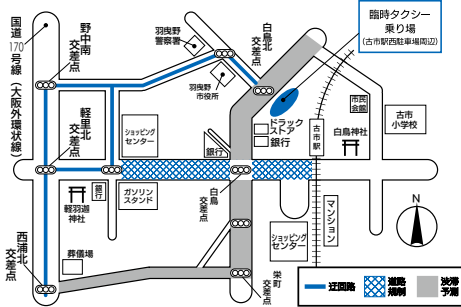 国道170号線（大阪外環状線）
野中南
交差点
羽曳野
警察署
白鳥北
交差点
臨時タクシー
乗り場
（古市駅西駐車場周辺）
羽曳野
市役所
軽里北
交差点
ショッピング
センター
銀行
ドラック
ストア
銀行
古市駅
市民
会館
古市
小学校
白鳥神社
銀行
軽羽迦
神社
ガソリン
スタンド
白鳥
交差点
マンション
N
西浦北
交差点
葬儀場
ショッピング
センター
栄町
交差点
迂回路
道路
規制
渋滞
予測